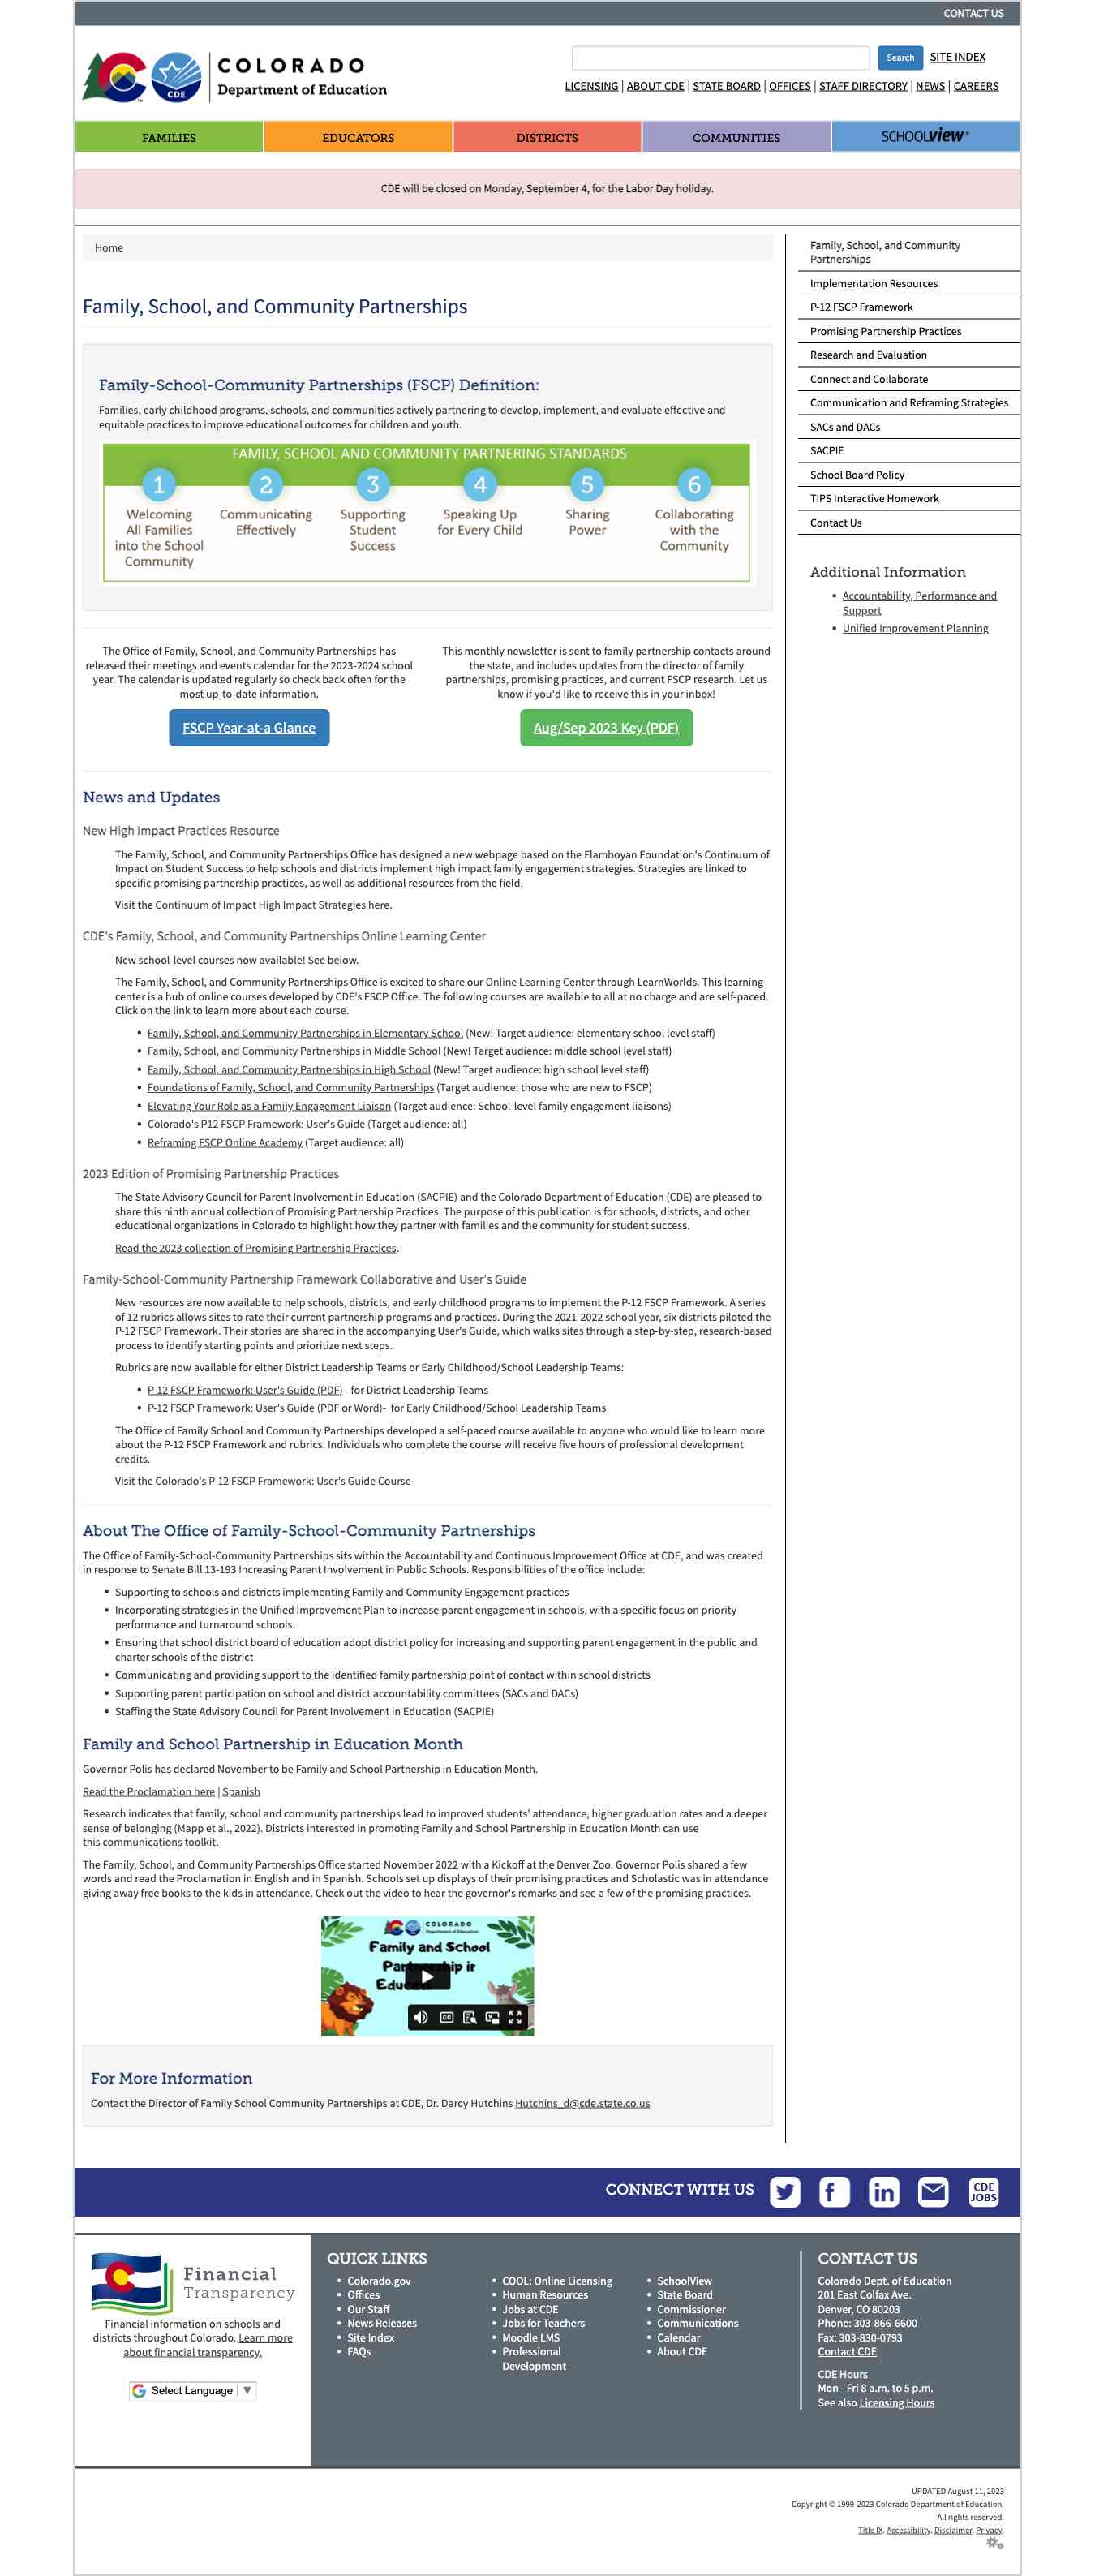 CONTACT US
COLORADO
Department of Education
CDE
TM
Search
SITE INDEX
LICENSING | ABOUT CDE | STATE BOARD | OFFICES | STAFF DIRECTORY | NEWS | CAREERS
FAMILIES
EDUCATORS
DISTRICTS
COMMUNITIES
SCHOOLVIEW®
CDE will be closed on Monday, September 4, for the Labor Day holiday.
Home
Family, School, and Community Partnerships
Family-School-Community Partnerships (FSCP) Definition:
Families, early childhood programs, schools, and communities actively partnering to develop, implement, and evaluate effective and
equitable practices to improve educational outcomes for children and youth.
FAMILY, SCHOOL AND COMMUNITY PARTNERING STANDARDS
1
Welcoming
All Families
into the School
Community
2
Communicating
Effectively
3
Supporting
Student
Success
4
Speaking Up
for Every Child
5
Sharing
Power
6
Collaborating
with the
Community
The Office of Family, School, and Community Partnerships has
released their meetings and events calendar for the 2023-2024 school
year. The calendar is updated regularly so check back often for the
most up-to-date information.
FSCP Year-at-a Glance
This monthly newsletter is sent to family partnership contacts around
the state, and includes updates from the director of family
partnerships, promising practices, and current FSCP research. Let us
know if you'd like to receive this in your inbox!
Aug/Sep 2023 Key (PDF)
News and Updates
New High Impact Practices Resource
The Family, School, and Community Partnerships Office has designed a new webpage based on the Flamboyan Foundation's Continuum of
Impact on Student Success to help schools and districts implement high impact family engagement strategies. Strategies are linked to
specific promising partnership practices, as well as additional resources from the field.
Visit the Continuum of Impact High Impact Strategies here.
CDE's Family, School, and Community Partnerships Online Learning Center
New school-level courses now available! See below.
The Family, School, and Community Partnerships Office is excited to share our Online Learning Center through LearnWorlds. This learning
center is a hub of online courses developed by CDE's FSCP Office. The following courses are available to all at no charge and are self-paced.
Click on the link to learn more about each course.
• Family, School, and Community Partnerships in Elementary School (New! Target audience: elementary school level staff)
• Family, School, and Community Partnerships in Middle School (New! Target audience: middle school level staff)
• Family, School, and Community Partnerships in High School (New! Target audience: high school level staff)
• Foundations of Family, School, and Community Partnerships (Target audience: those who are new to FSCP)
• Elevating Your Role as a Family Engagement Liaison (Target audience: School-level family engagement liaisons)
• Colorado's P12 FSCP Framework: User's Guide (Target audience: all)
• Reframing FSCP Online Academy (Target audience: all)
2023 Edition of Promising Partnership Practices
The State Advisory Council for Parent Involvement in Education (SACPIE) and the Colorado Department of Education (CDE) are pleased to
share this ninth annual collection of Promising Partnership Practices. The purpose of this publication is for schools, districts, and other
educational organizations in Colorado to highlight how they partner with families and the community for student success.
Read the 2023 collection of Promising Partnership Practices.
Family-School-Community Partnership Framework Collaborative and User's Guide
New resources are now available to help schools, districts, and early childhood programs to implement the P-12 FSCP Framework. A series
of 12 rubrics allows sites to rate their current partnership programs and practices. During the 2021-2022 school year, six districts piloted the
P-12 FSCP Framework. Their stories are shared in the accompanying User's Guide, which walks sites through a step-by-step, research-based
process to identify starting points and prioritize next steps.
Rubrics are now available for either District Leadership Teams or Early Childhood/School Leadership Teams:
• P-12 FSCP Framework: User's Guide (PDF) - for District Leadership Teams
• P-12 FSCP Framework: User's Guide (PDF or Word)- for Early Childhood/School Leadership Teams
The Office of Family School and Community Partnerships developed a self-paced course available to anyone who would like to learn more
about the P-12 FSCP Framework and rubrics. Individuals who complete the course will receive five hours of professional development
credits.
Visit the Colorado's P-12 FSCP Framework: User's Guide Course
About The Office of Family-School-Community Partnerships
The Office of Family-School-Community Partnerships sits within the Accountability and Continuous Improvement Office at CDE, and was created
in response to Senate Bill 13-193 Increasing Parent Involvement in Public Schools. Responsibilities of the office include:
• Supporting to schools and districts implementing Family and Community Engagement practices
• Incorporating strategies in the Unified Improvement Plan to increase parent engagement in schools, with a specific focus on priority
performance and turnaround schools.
• Ensuring that school district board of education adopt district policy for increasing and supporting parent engagement in the public and
charter schools of the district
• Communicating and providing support to the identified family partnership point of contact within school districts
• Supporting parent participation on school and district accountability committees (SACs and DACs)
• Staffing the State Advisory Council for Parent Involvement in Education (SACPIE)
Family and School Partnership in Education Month
Governor Polis has declared November to be Family and School Partnership in Education Month.
Read the Proclamation here | Spanish
Research indicates that family, school and community partnerships lead to improved students' attendance, higher graduation rates and a deeper
sense of belonging (Mapp et al., 2022). Districts interested in promoting Family and School Partnership in Education Month can use
this communications toolkit.
The Family, School, and Community Partnerships Office started November 2022 with a Kickoff at the Denver Zoo. Governor Polis shared a few
words and read the Proclamation in English and in Spanish. Schools set up displays of their promising practices and Scholastic was in attendance
giving away free books to the kids in attendance. Check out the video to hear the governor's remarks and see a few of the promising practices.
COLORADO
Department of Education
Family and School
CC
For More Information
Contact the Director of Family School Community Partnerships at CDE, Dr. Darcy Hutchins Hutchins_d@cde.state.co.us
Family, School, and Community
Partnerships
Implementation Resources
P-12 FSCP Framework
Promising Partnership Practices
Research and Evaluation
Connect and Collaborate
Communication and Reframing Strategies
SACs and DACs
SACPIE
School Board Policy
TIPS Interactive Homework
Contact Us
Additional Information
• Accountability, Performance and
Support
• Unified Improvement Planning
CONNECT WITH US
CDE
JOBS
Financial
Transparency
Financial information on schools and
districts throughout Colorado. Learn more
about financial transparency.
Select Language ▼
QUICK LINKS
• Colorado.gov
• Offices
• Our Staff
• News Releases
• Site Index
• FAQs
• COOL: Online Licensing
• Human Resources
• Jobs at CDE
• Jobs for Teachers
• Moodle LMS
• Professional
Development
• SchoolView
• State Board
• Commissioner
• Communications
• Calendar
• About CDE
CONTACT US
Colorado Dept. of Education
201 East Colfax Ave.
Denver, CO 80203
Phone: 303-866-6600
Fax: 303-830-0793
Contact CDE
CDE Hours
Mon - Fri 8 a.m. to 5 p.m.
See also Licensing Hours
UPDATED August 11, 2023
Copyright © 1999-2023 Colorado Department of Education.
All rights reserved.
Title IX. Accessibility. Disclaimer. Privacy.